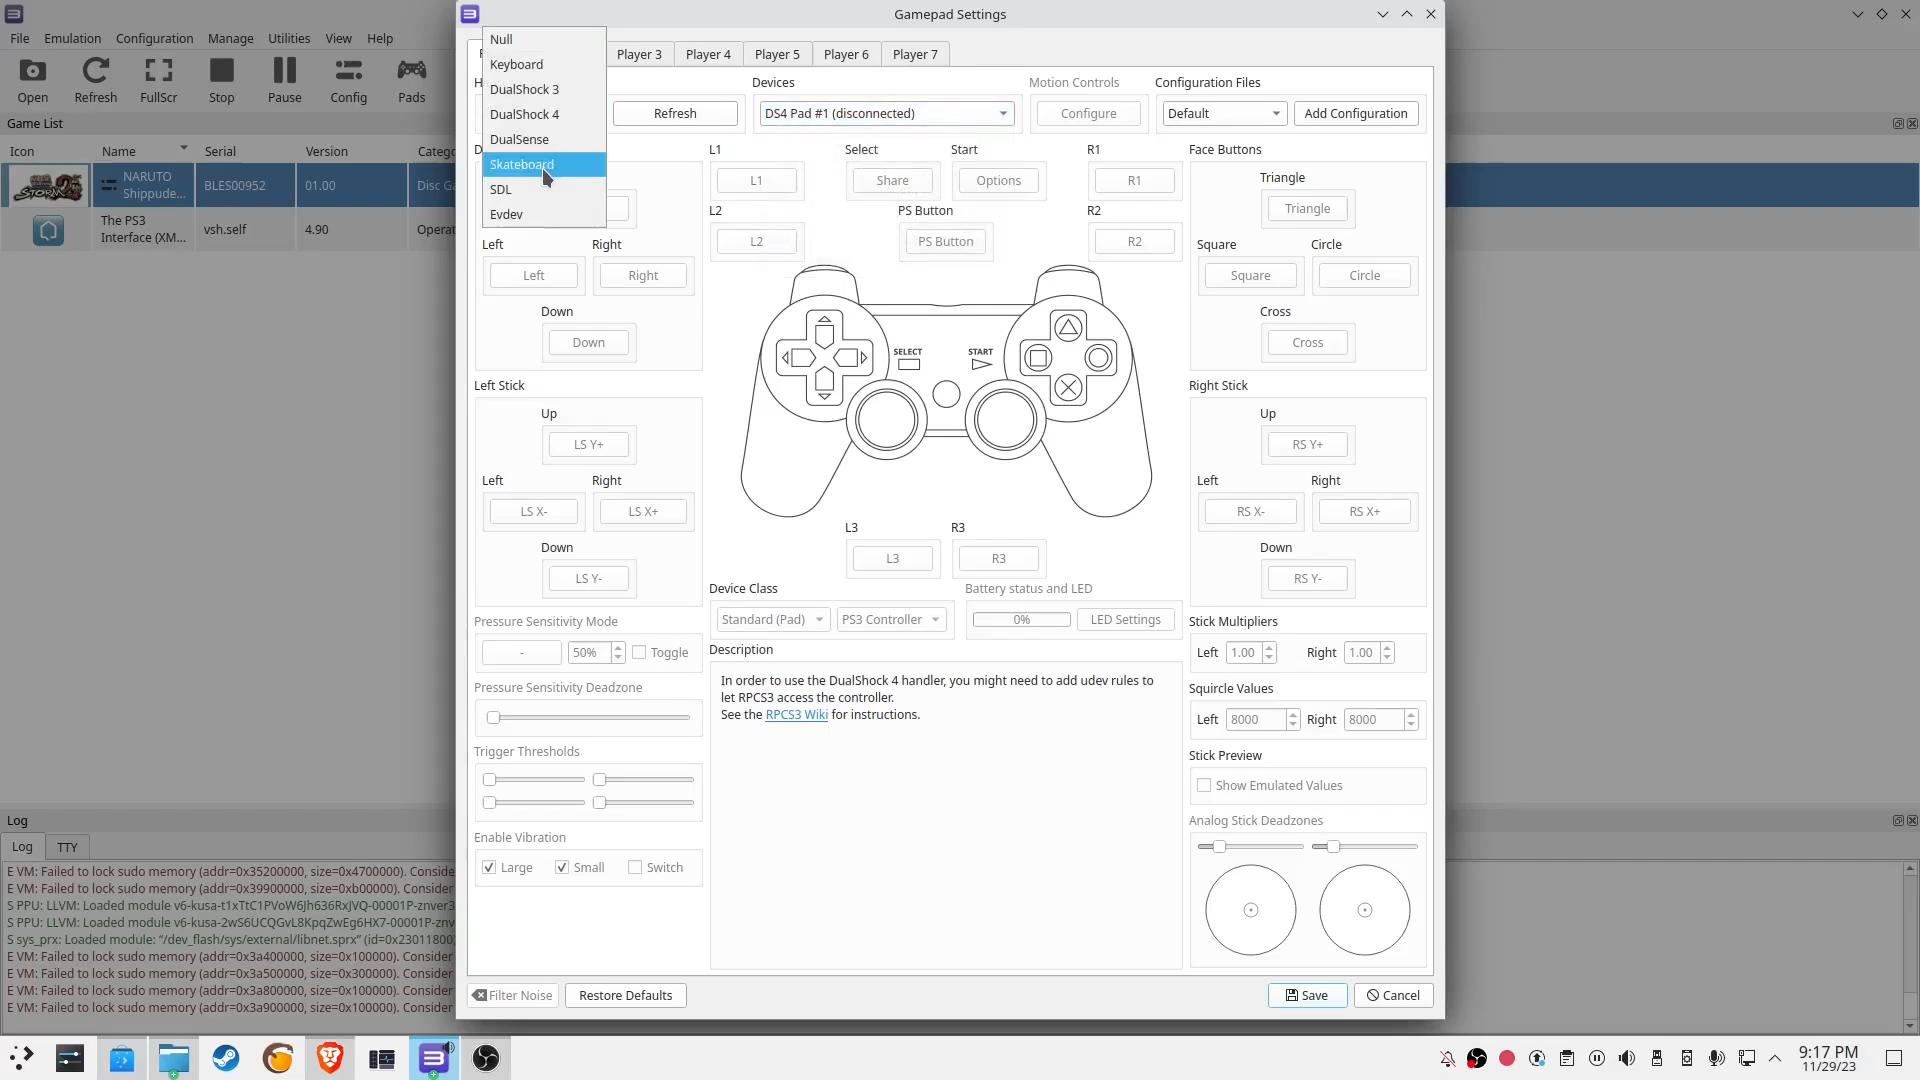 Gamepad Settings
File
Emulation
Configuration
Manage
Utilities
View
Help
Open
Refresh
FullScr
Stop
Pause
Config
Pads
Game List
Icon
Name
Serial
Version
Catego
NARUTO
Shippude...
BLES00952
01.00
Disc Ga
The PS3
Interface (XM...
vsh.self
4.90
Operat
Null
Keyboard
DualShock 3
DualShock 4
DualSense
Skateboard
SDL
Evdev
Player 3
Player 4
Player 5
Player 6
Player 7
Refresh
Devices
DS4 Pad #1 (disconnected)
Motion Controls
Configure
Configuration Files
Default
Add Configuration
Left
Right
Left
Right
Down
Down
L1
L1
L2
L2
Select
Share
Start
Options
PS Button
PS Button
R1
R1
R2
R2
Face Buttons
Triangle
Triangle
Square
Circle
Square
Circle
Cross
Cross
SELECT
START
Left Stick
Up
LS Y+
Left
Right
LS X-
LS X+
Down
LS Y-
L3
R3
L3
R3
Right Stick
Up
RS Y+
Left
Right
RS X-
RS X+
Down
RS Y-
Device Class
Standard (Pad)
PS3 Controller
Battery status and LED
0%
LED Settings
Pressure Sensitivity Mode
-
50%
Toggle
Pressure Sensitivity Deadzone
Trigger Thresholds
Enable Vibration
Large
Small
Switch
Description
In order to use the DualShock 4 handler, you might need to add udev rules to
let RPCS3 access the controller.
See the RPCS3 Wiki for instructions.
Stick Multipliers
Left 1.00 Right 1.00
Squircle Values
Left 8000 Right 8000
Stick Preview
Show Emulated Values
Analog Stick Deadzones
Filter Noise
Restore Defaults
Save
Cancel
Log
Log
TTY
E VM: Failed to lock sudo memory (addr=0x35200000, size=0x4700000). Conside
E VM: Failed to lock sudo memory (addr=0x39900000, size=0xb00000). Consider
S PPU: LLVM: Loaded module v6-kusa-t1xTtC1PVoW6Jh636RxJVQ-00001P-znver3
S PPU: LLVM: Loaded module v6-kusa-2wS6UCQGvL8KpqZwEg6HX7-00001P-znv
S sys_prx: Loaded module: “/dev_flash/sys/external/libnet.sprx” (id=0x23011800)
E VM: Failed to lock sudo memory (addr=0x3a400000, size=0x100000). Consider
E VM: Failed to lock sudo memory (addr=0x3a500000, size=0x300000). Consider
E VM: Failed to lock sudo memory (addr=0x3a800000, size=0x100000). Consider
E VM: Failed to lock sudo memory (addr=0x3a900000, size=0x100000). Consider
9:17 PM
11/29/23